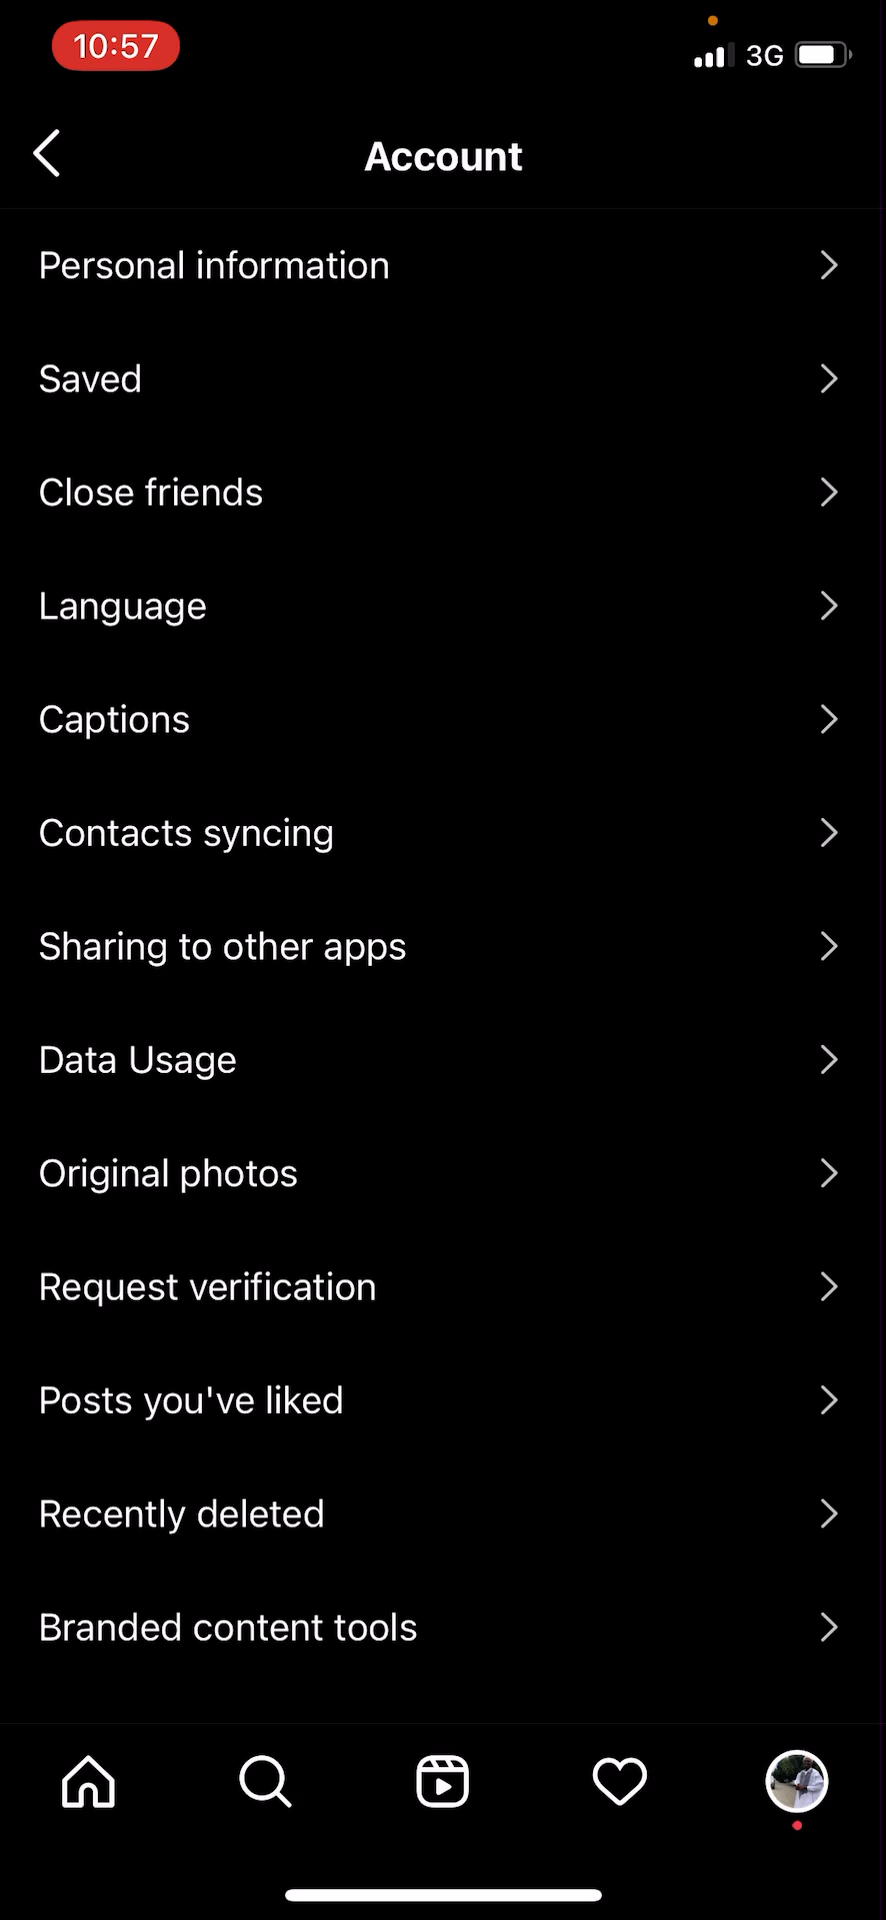 10:57
3G
Account
Personal information
Saved
Close friends
Language
Captions
Contacts syncing
Sharing to other apps
Data Usage
Original photos
Request verification
Posts you've liked
Recently deleted
Branded content tools